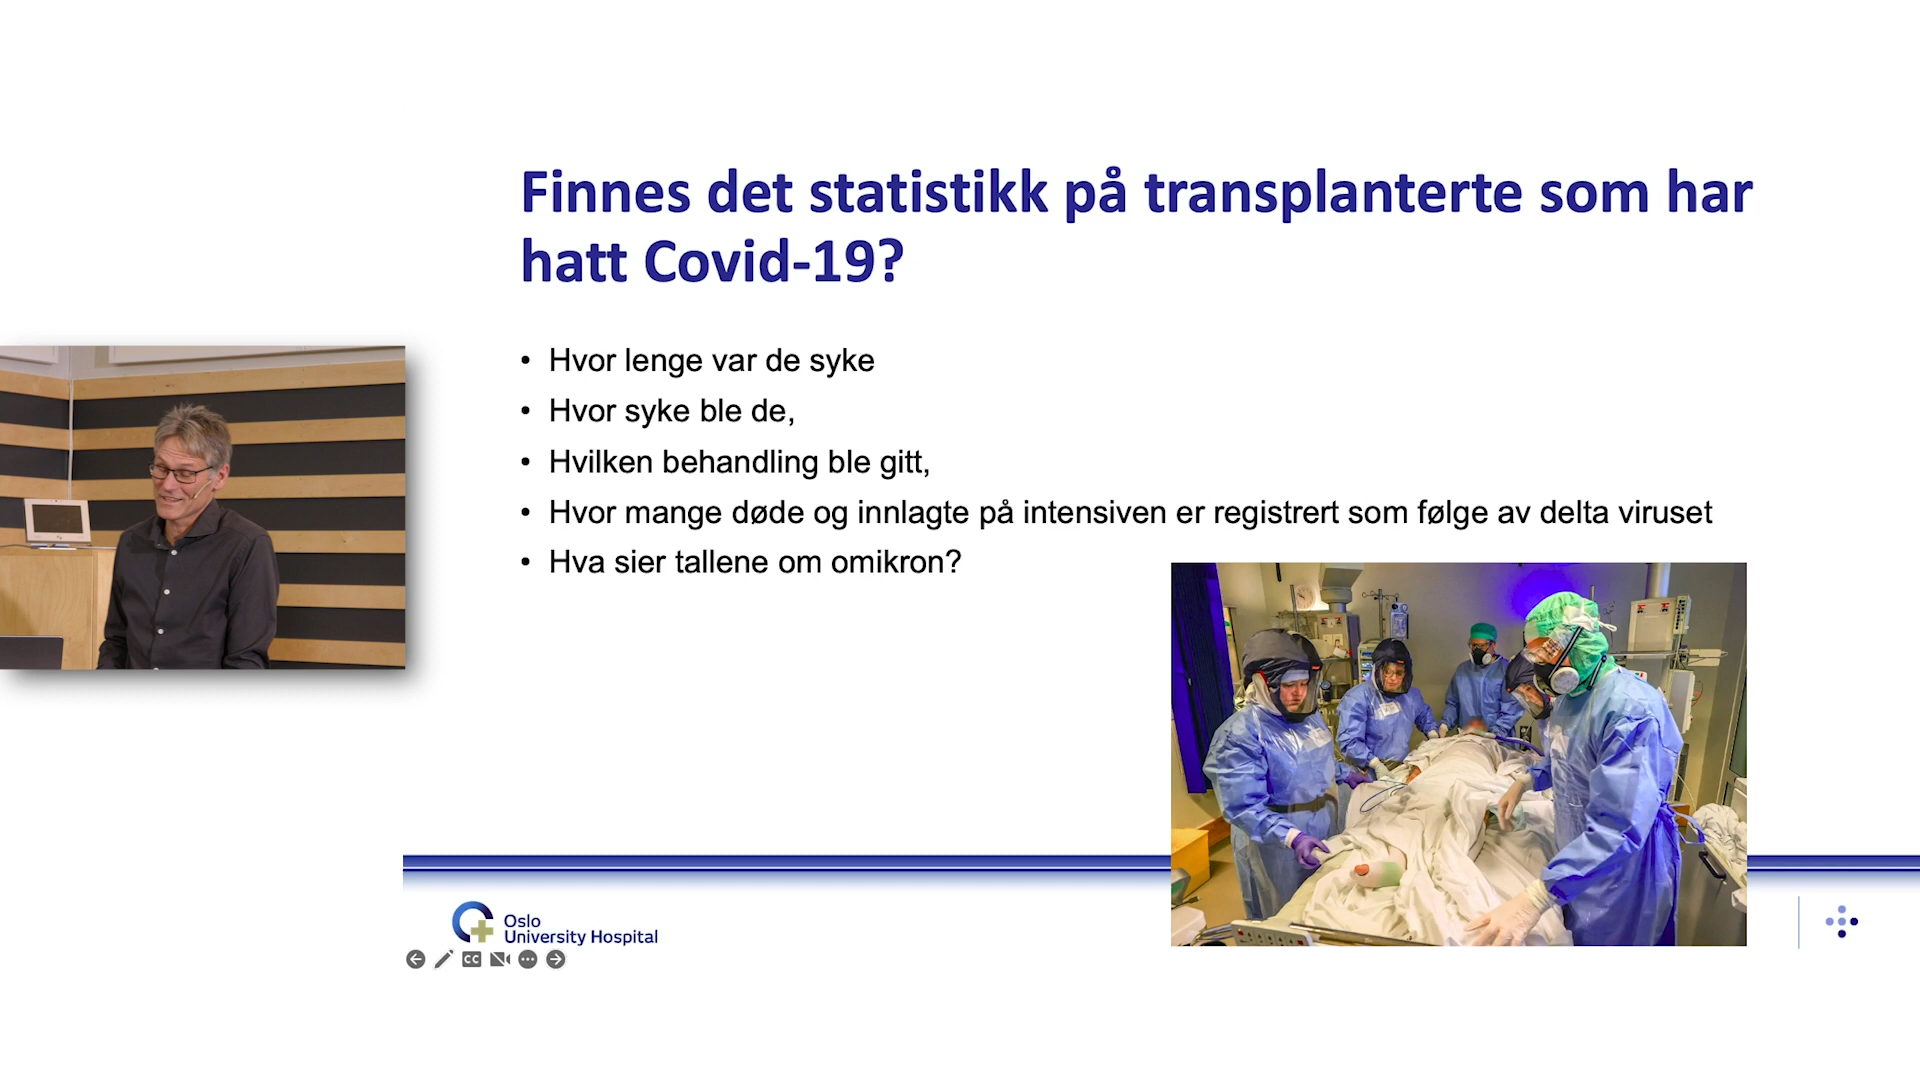 Finnes det statistikk på transplanterte som har
hatt Covid-19?
• Hvor lenge var de syke
• Hvor syke ble de,
• Hvilken behandling ble gitt,
• Hvor mange døde og innlagte på intensiven er registrert som følge av delta viruset
• Hva sier tallene om omikron?
Oslo
University Hospital
CC